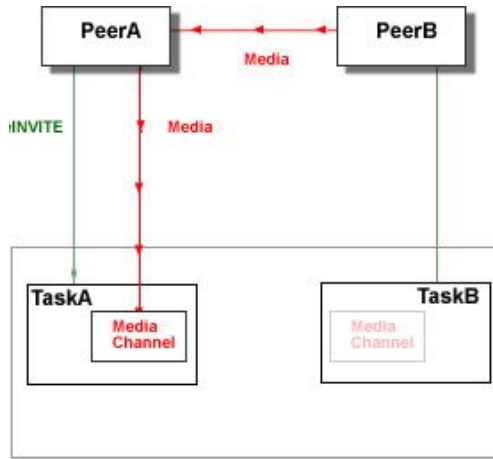 PeerA
PeerB
Media
INVITE
Media
TaskA
TaskB
Media
Channel
Media
Channel